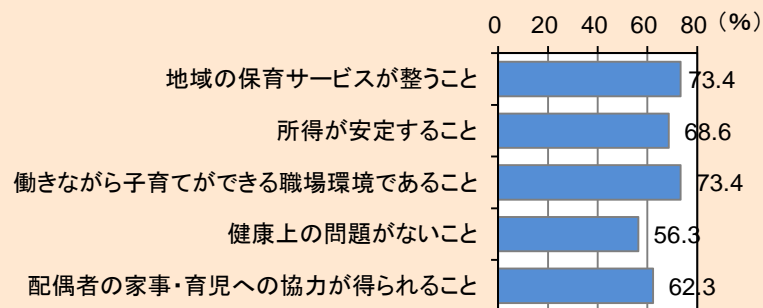 0 20 40 60 80 (%)
地域の保育サービスが整うこと 73.4
所得が安定すること 68.6
働きながら子育てができる職場環境であること 73.4
健康上の問題がないこと 56.3
配偶者の家事・育児への協力が得られること 62.3